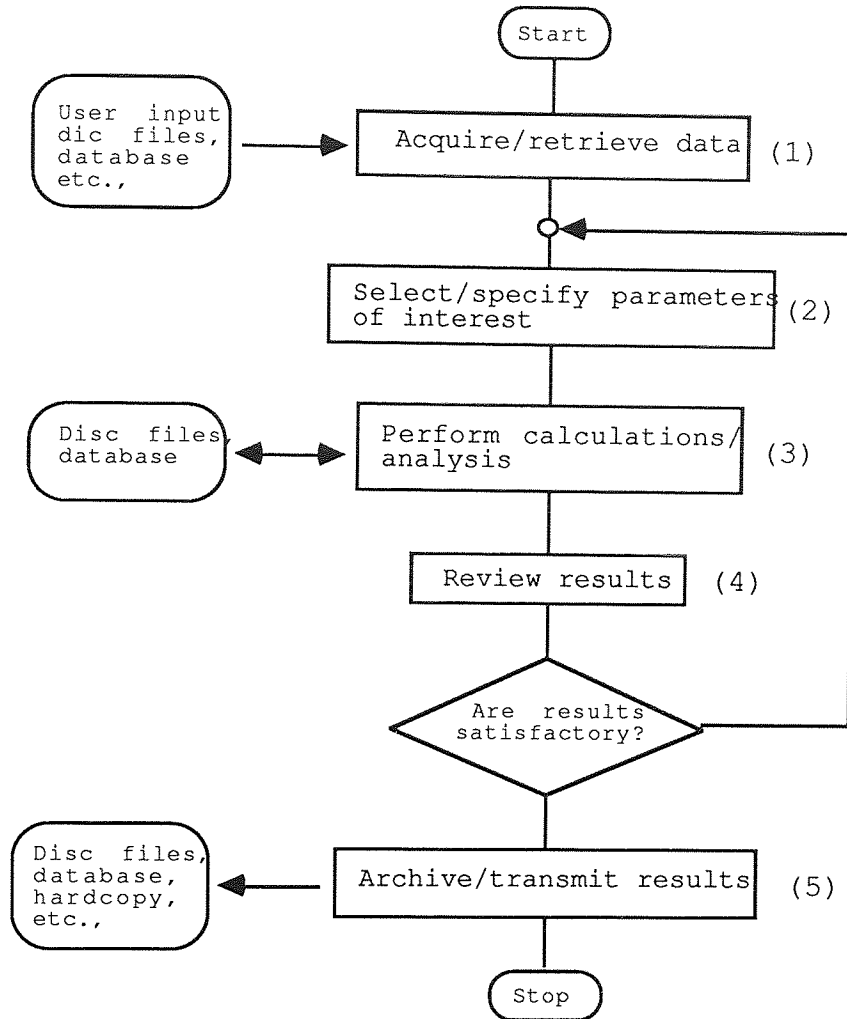 Start
User input
dic files,
database
etc.,
Acquire/retrieve data
(1)
Select/specify parameters
of interest
(2)
Disc files,
database
Perform calculations/
analysis
(3)
Review results
(4)
Are results
satisfactory?
Disc files,
database,
hardcopy,
etc.,
Archive/transmit results
(5)
Stop